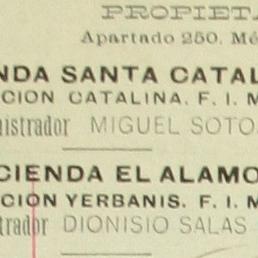 PROPIETA
Apartado 250, Mé
NDA SANTA CATAL
CION CATALINA. F. I. M
nistrador MIGUEL SOTO
CIENDA EL ALAMO
CION YERBANIS. F. I. M
trador DIONISIO SALAS